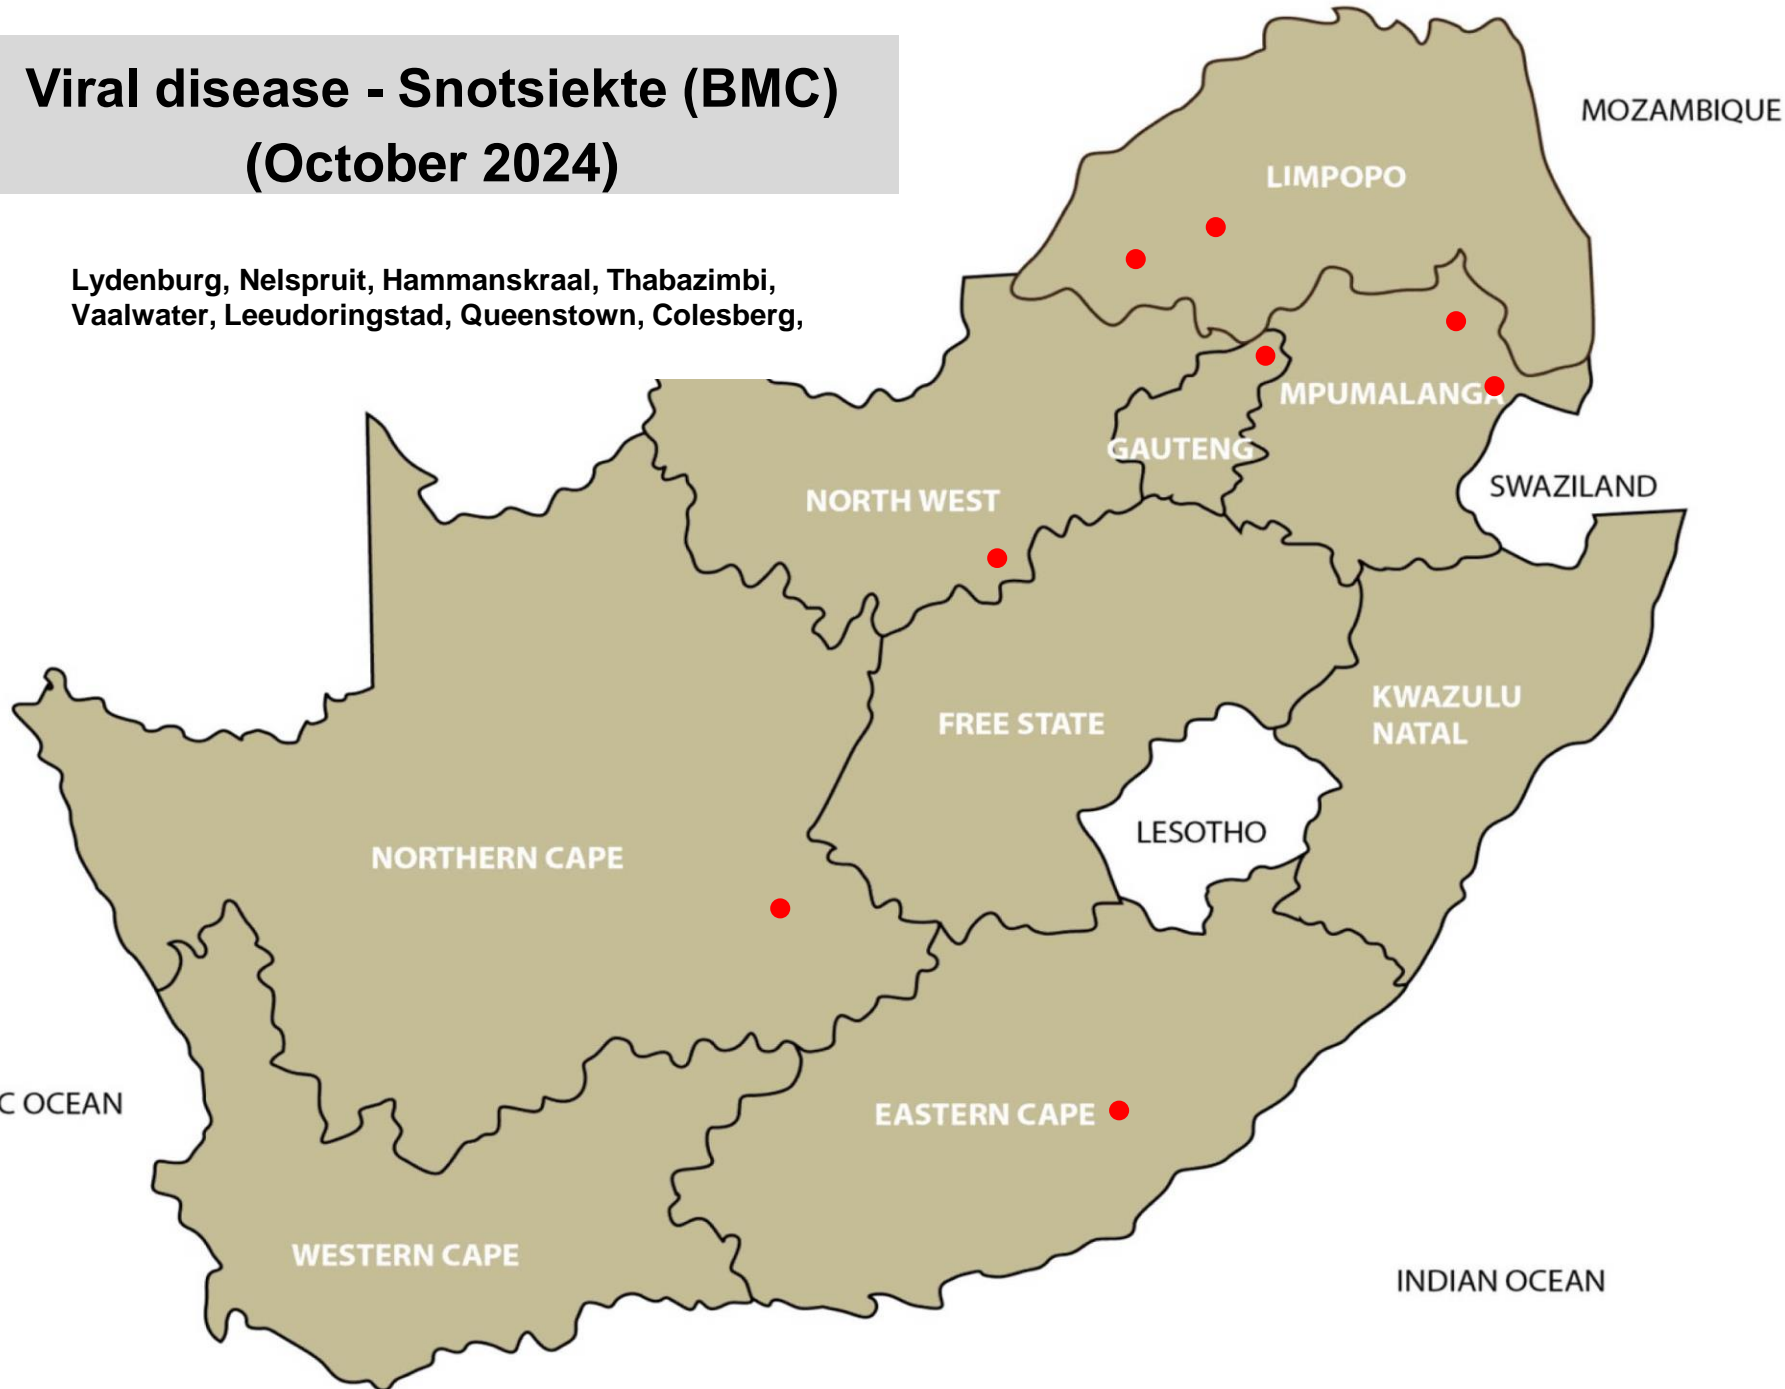 Viral disease - Snotsiekte (BMC)
(October 2024)
MOZAMBIQUE
LIMPOPO
Lydenburg, Nelspruit, Hammanskraal, Thabazimbi,
Vaalwater, Leeudoringstad, Queenstown, Colesberg,
MPUMALANGA
GAUTENG
SWAZILAND
NORTH WEST
KWAZULU
NATAL
FREE STATE
LESOTHO
NORTHERN CAPE
C OCEAN
EASTERN CAPE
WESTERN CAPE
INDIAN OCEAN